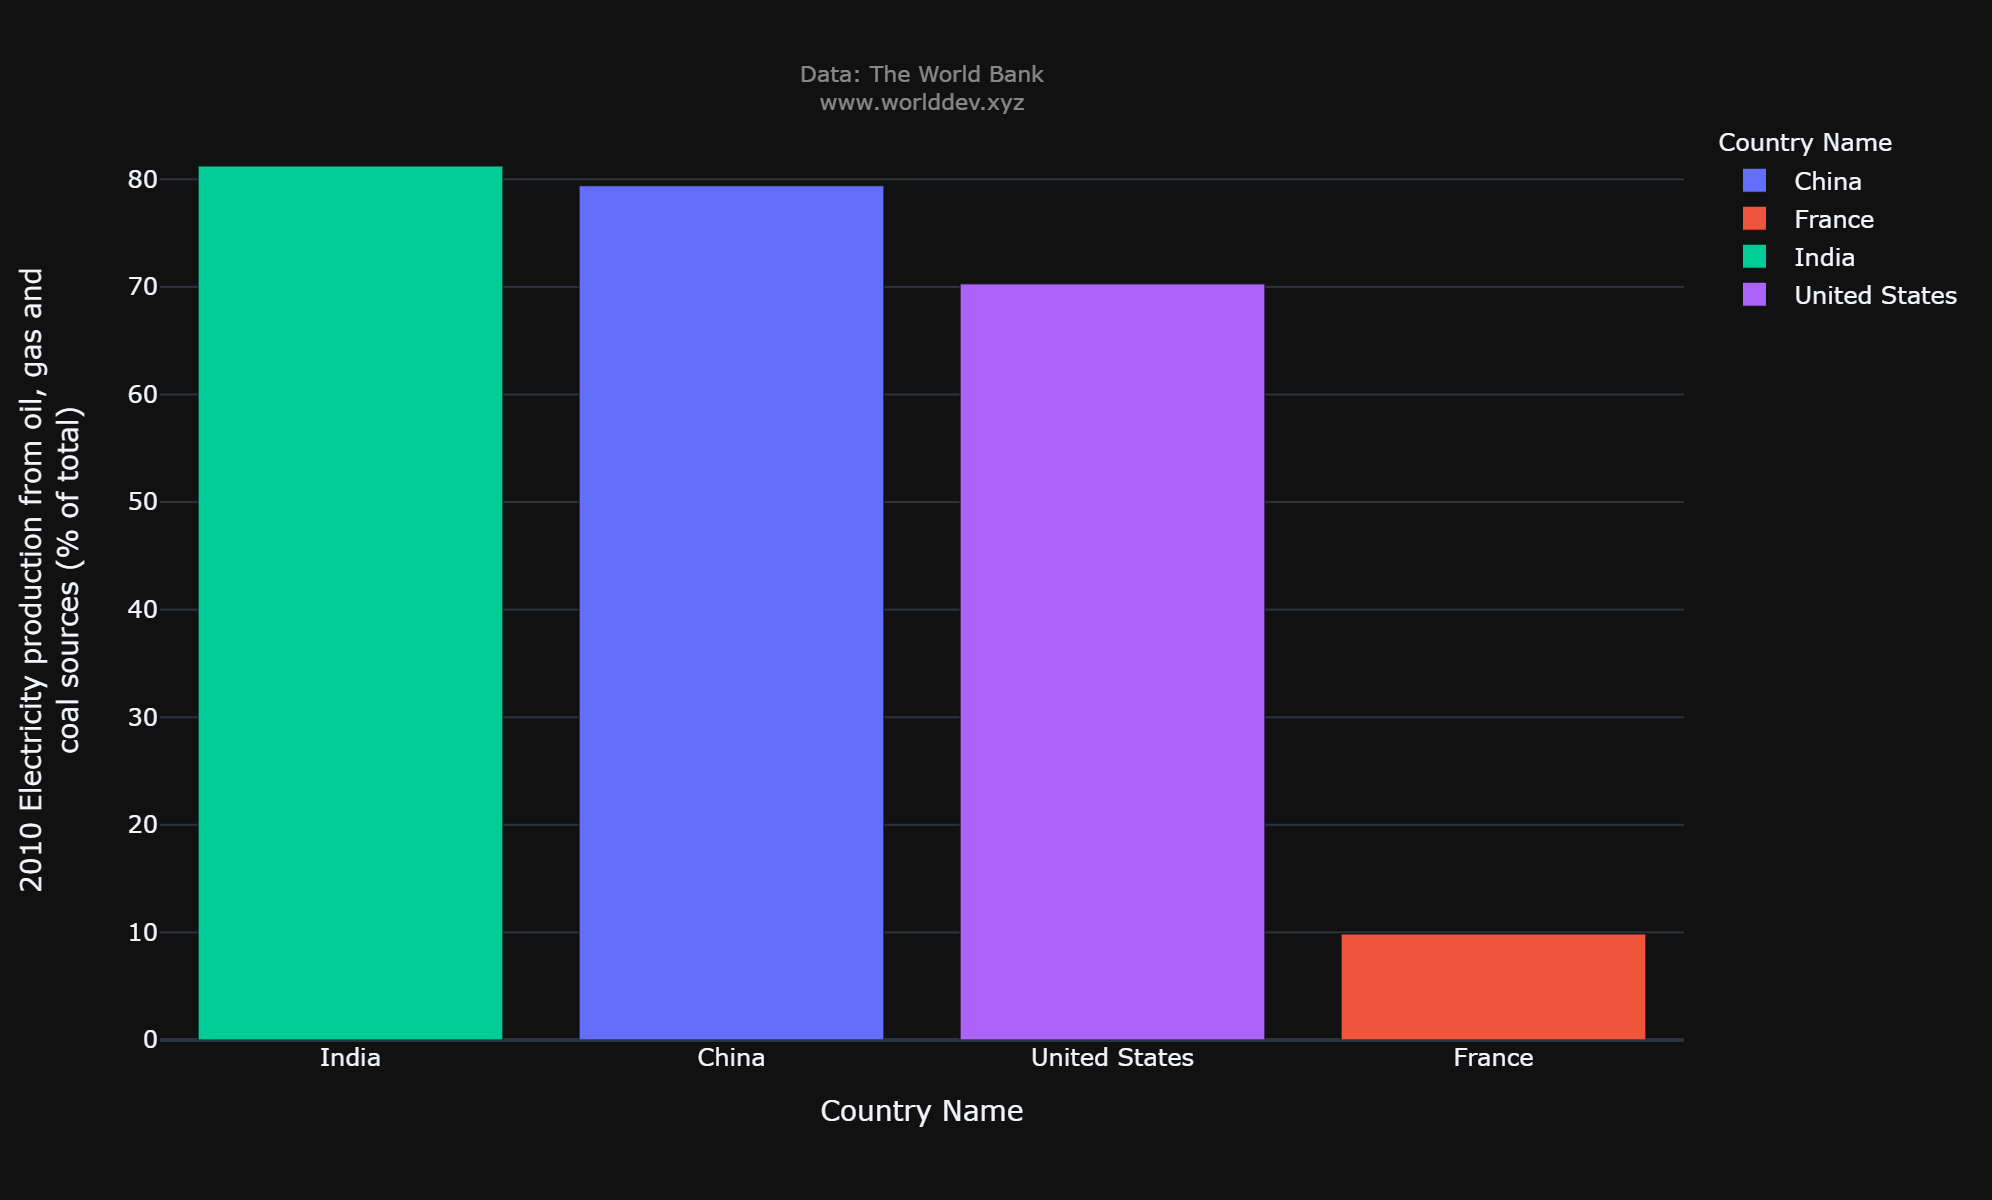 Data: The World Bank
www.worlddev.xyz
2010 Electricity production from oil, gas and
coal sources (% of total)
80
70
60
50
40
30
20
10
0
India
China
United States
France
Country Name
Country Name
China
France
India
United States